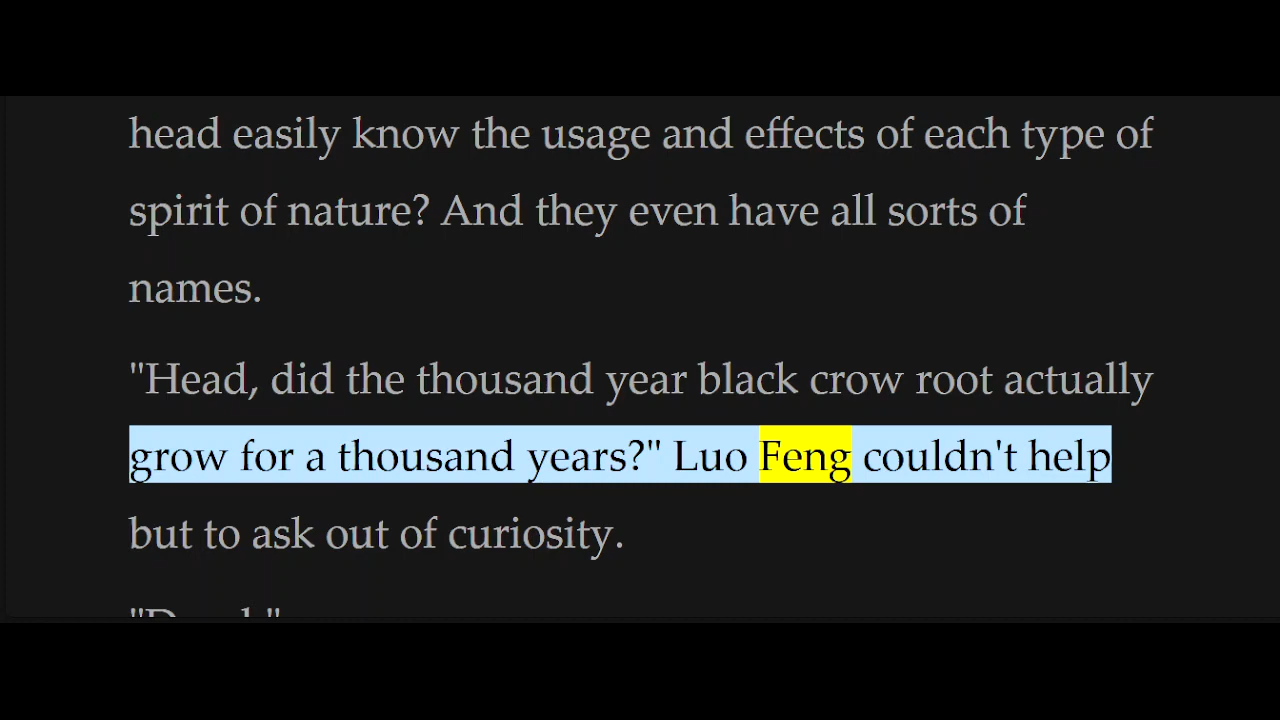 head easily know the usage and effects of each type of
spirit of nature? And they even have all sorts of
names.
"Head, did the thousand year black crow root actually
grow for a thousand years?" Luo Feng couldn't help
but to ask out of curiosity.